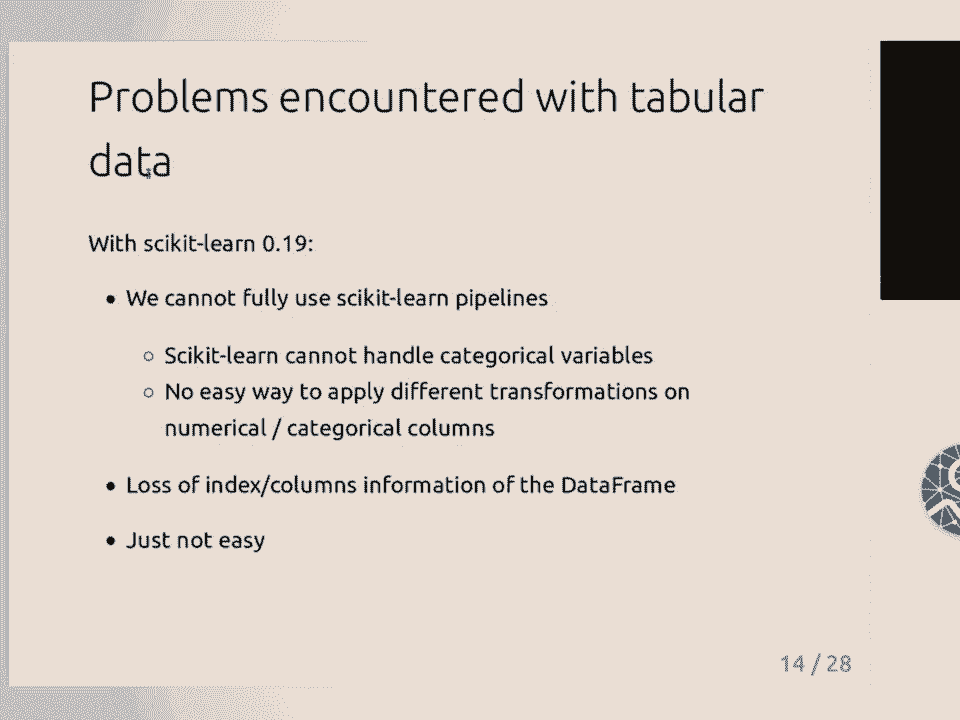 Problems encountered with tabular
data
With scikit-learn 0.19:
• We cannot fully use scikit-learn pipelines
○ Scikit-learn cannot handle categorical variables
○ No easy way to apply different transformations on
numerical / categorical columns
• Loss of index/columns information of the DataFrame
• Just not easy
14 / 28